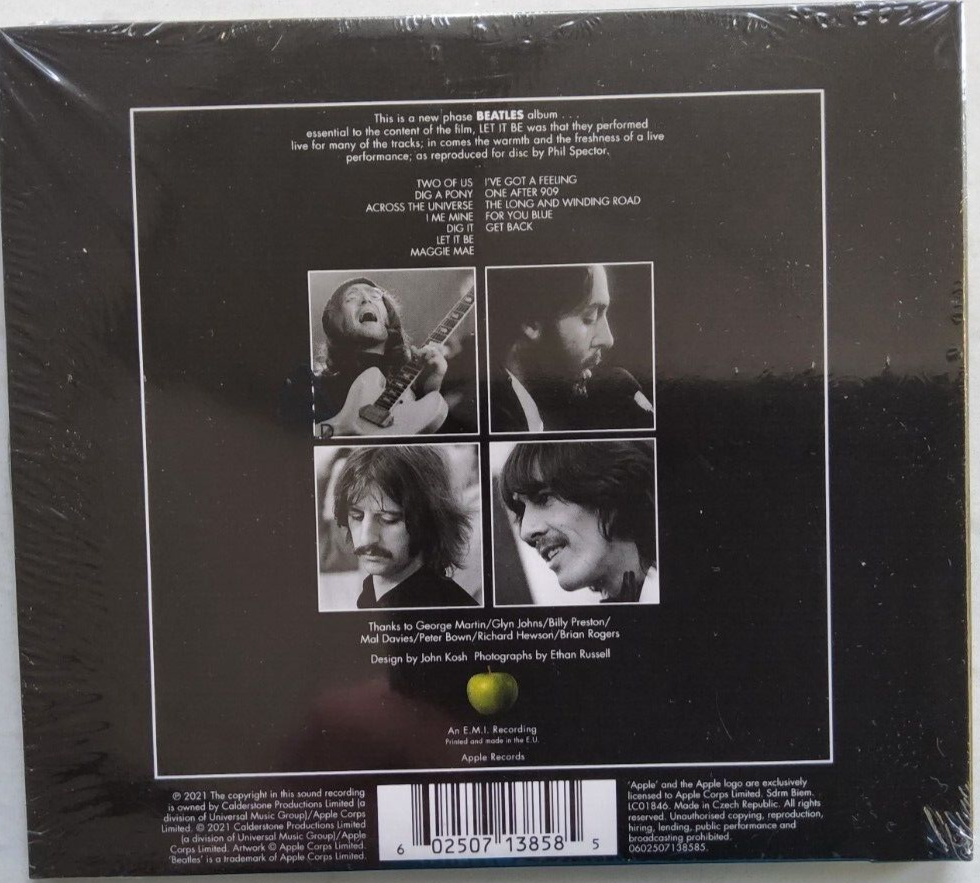 This is a new phase BEATLES album . . .
essential to the content of the film, LET IT BE was that they performed
live for many of the tracks; in comes the warmth and the freshness of a live
performance; as reproduced for disc by Phil Spector.
TWO OF US
DIG A PONY
ACROSS THE UNIVERSE
I ME MINE
DIG IT
LET IT BE
MAGGIE MAE
I'VE GOT A FEELING
ONE AFTER 909
THE LONG AND WINDING ROAD
FOR YOU BLUE
GET BACK
Thanks to George Martin/Glyn Johns/Billy Preston/
Mal Davies/Peter Bown/Richard Hewson/Brian Rogers
Design by John Kosh Photographs by Ethan Russell
An E.M.I. Recording
Printed and made in the E.U.
Apple Records
℗ 2021 The copyright in this sound recording
is owned by Calderstone Productions Limited (a
division of Universal Music Group)/Apple Corps
Limited. © 2021 Calderstone Productions Limited
(a division of Universal Music Group)/Apple
Corps Limited. Artwork © Apple Corps Limited.
'Beatles' is a trademark of Apple Corps Limited.
6 02507 13858 5
'Apple' and the Apple logo are exclusively
licensed to Apple Corps Limited. Sdrm Biem.
LC01846. Made in Czech Republic. All rights
reserved. Unauthorised copying, reproduction,
hiring, lending, public performance and
broadcasting prohibited.
0602507138585.